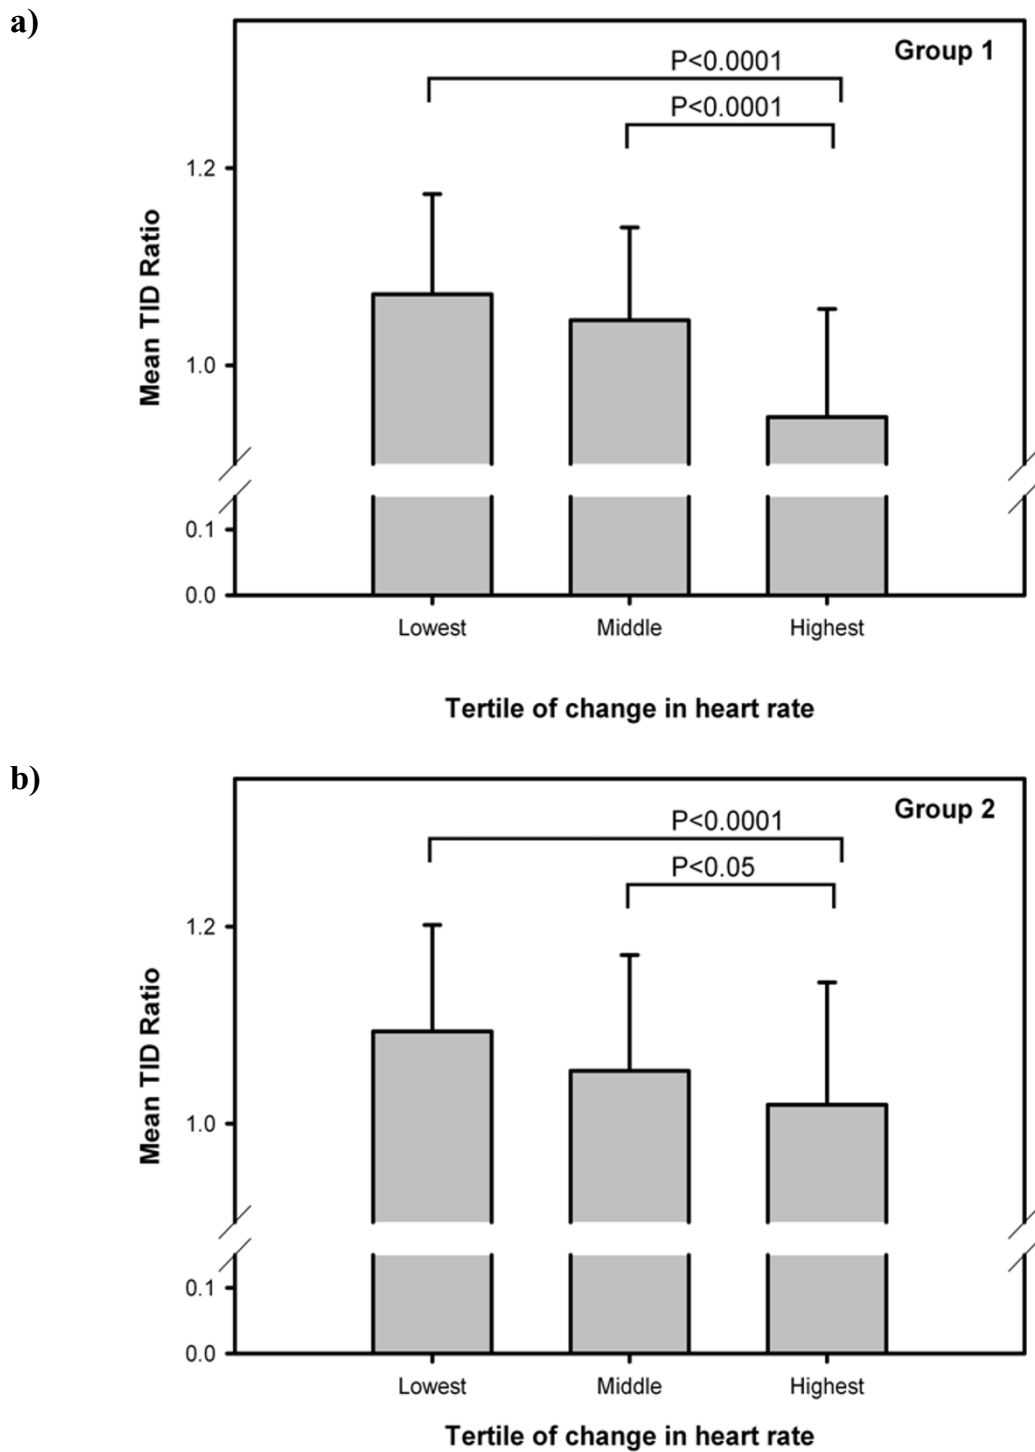 a)
Group 1
P<0.0001
P<0.0001
1.2
1.0
0.1
0.0
Mean TID Ratio
Lowest Middle Highest
Tertile of change in heart rate
b)
Group 2
P<0.0001
P<0.05
1.2
1.0
0.1
0.0
Mean TID Ratio
Lowest Middle Highest
Tertile of change in heart rate